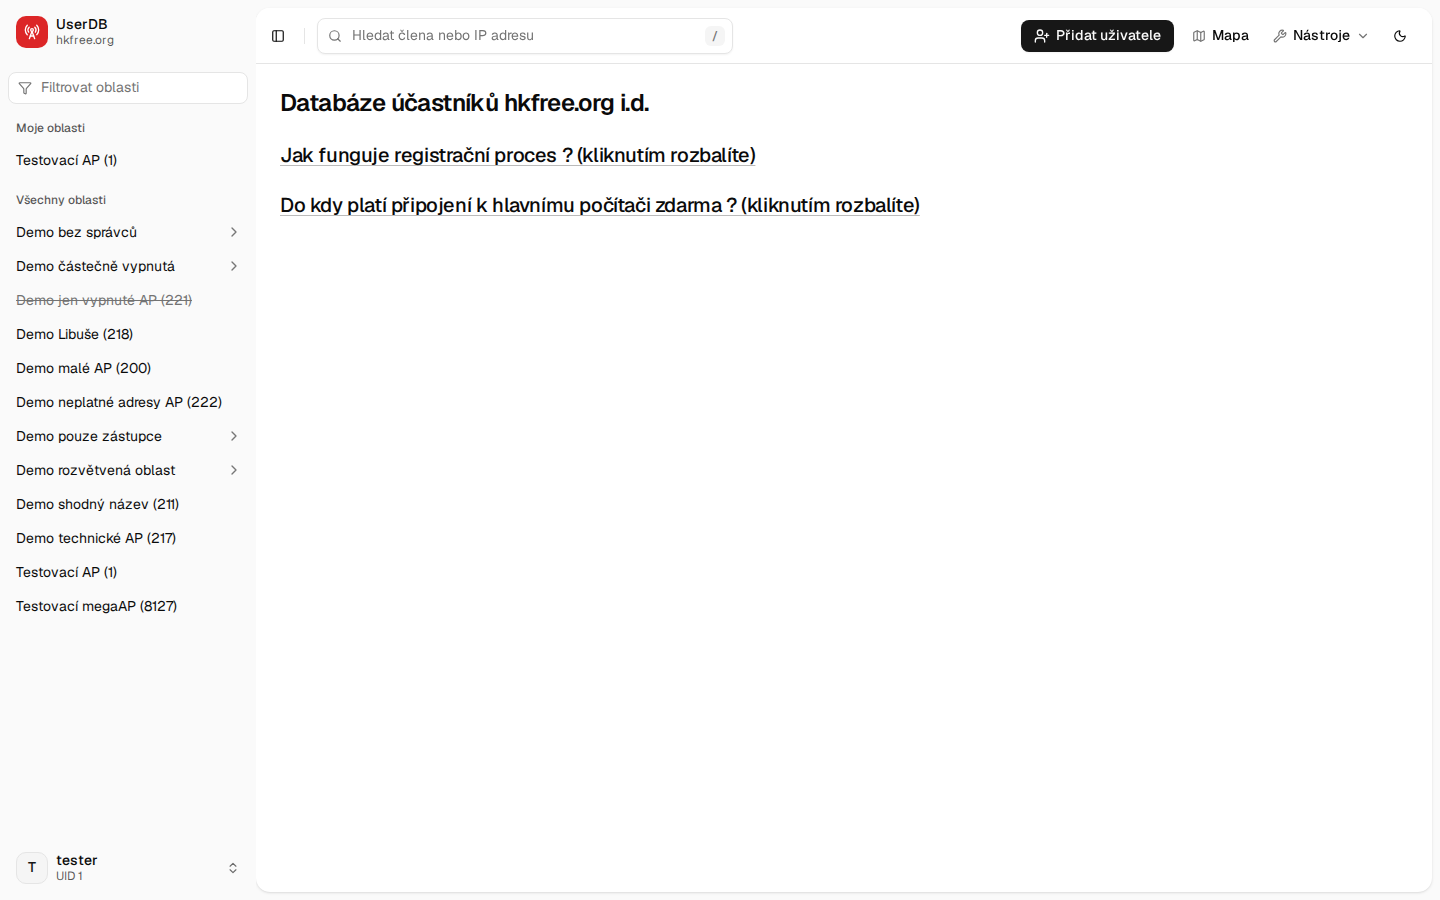 UserDB
hkfree.org
Filtrovat oblasti
Moje oblasti
Testovací AP (1)
Všechny oblasti
Demo bez správců
Demo částečně vypnutá
Demo jen vypnuté AP (221)
Demo Libuše (218)
Demo malé AP (200)
Demo neplatné adresy AP (222)
Demo pouze zástupce
Demo rozvětvená oblast
Demo shodný název (211)
Demo technické AP (217)
Testovací AP (1)
Testovací megaAP (8127)
T
tester
UID 1
Hledat člena nebo IP adresu /
Přidat uživatele
Mapa
Nástroje
Databáze účastníků hkfree.org i.d.
Jak funguje registrační proces ? (kliknutím rozbalíte)
Do kdy platí připojení k hlavnímu počítači zdarma ? (kliknutím rozbalíte)